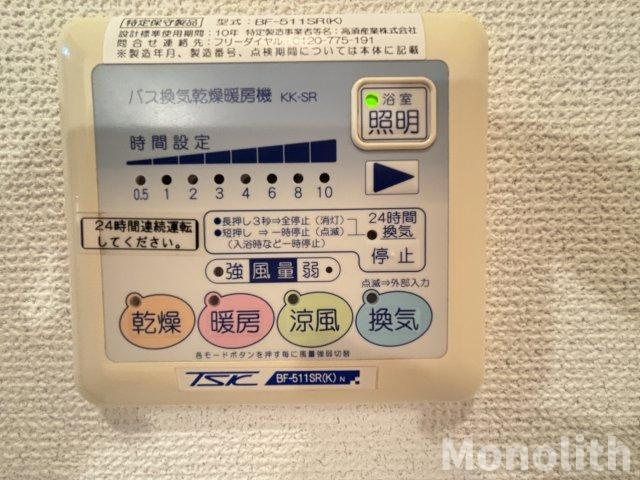 特定保守製品 型式：BF-511SR(K)
設計標準使用期間：10年 特定製造事業者等名：高須産業株式会社
問合せ連絡先：フリーダイヤル 0120-775-191
※製造年月、製造番号、点検期間については本体に記載
バス換気乾燥暖房機 KK-SR
浴室
照明
時間設定
0.5 1 2 3 4 6 8 10
24時間連続運転
してください。
●長押し3秒⇒全停止（消灯）
●短押し ⇒一時停止（点滅）
（入浴時など一時停止）
24時間
換気
停止
強 風量 弱
点滅⇒外部入力
乾燥 暖房 涼風 換気
各モードボタンを押す毎に風量強弱切替
TSK BF-511SR(K) N
Monolith